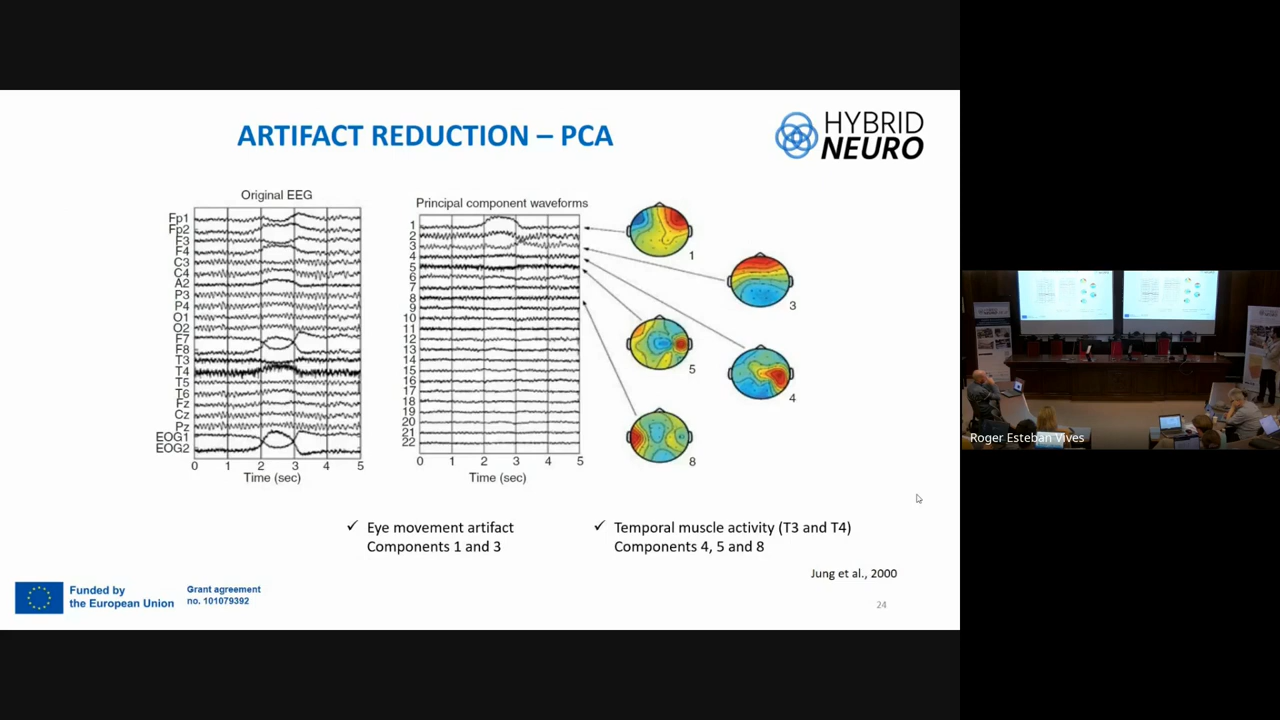 ARTIFACT REDUCTION – PCA
HYBRID
NEURO
Original EEG
Fp1
Fp2
F3
F4
C3
C4
A2
P3
P4
O1
O2
F7
F8
T3
T4
T5
T6
Fz
Cz
Pz
EOG1
EOG2
0 1 2 3 4 5
Time (sec)
Principal component waveforms
1
2
3
4
5
6
7
8
9
10
11
12
13
14
15
16
17
18
19
20
21
22
0 1 2 3 4 5
Time (sec)
1
3
5
4
8
✓ Eye movement artifact
Components 1 and 3
✓ Temporal muscle activity (T3 and T4)
Components 4, 5 and 8
Jung et al., 2000
Funded by
the European Union
Grant agreement
no. 101079392
24
Roger Esteban Vives